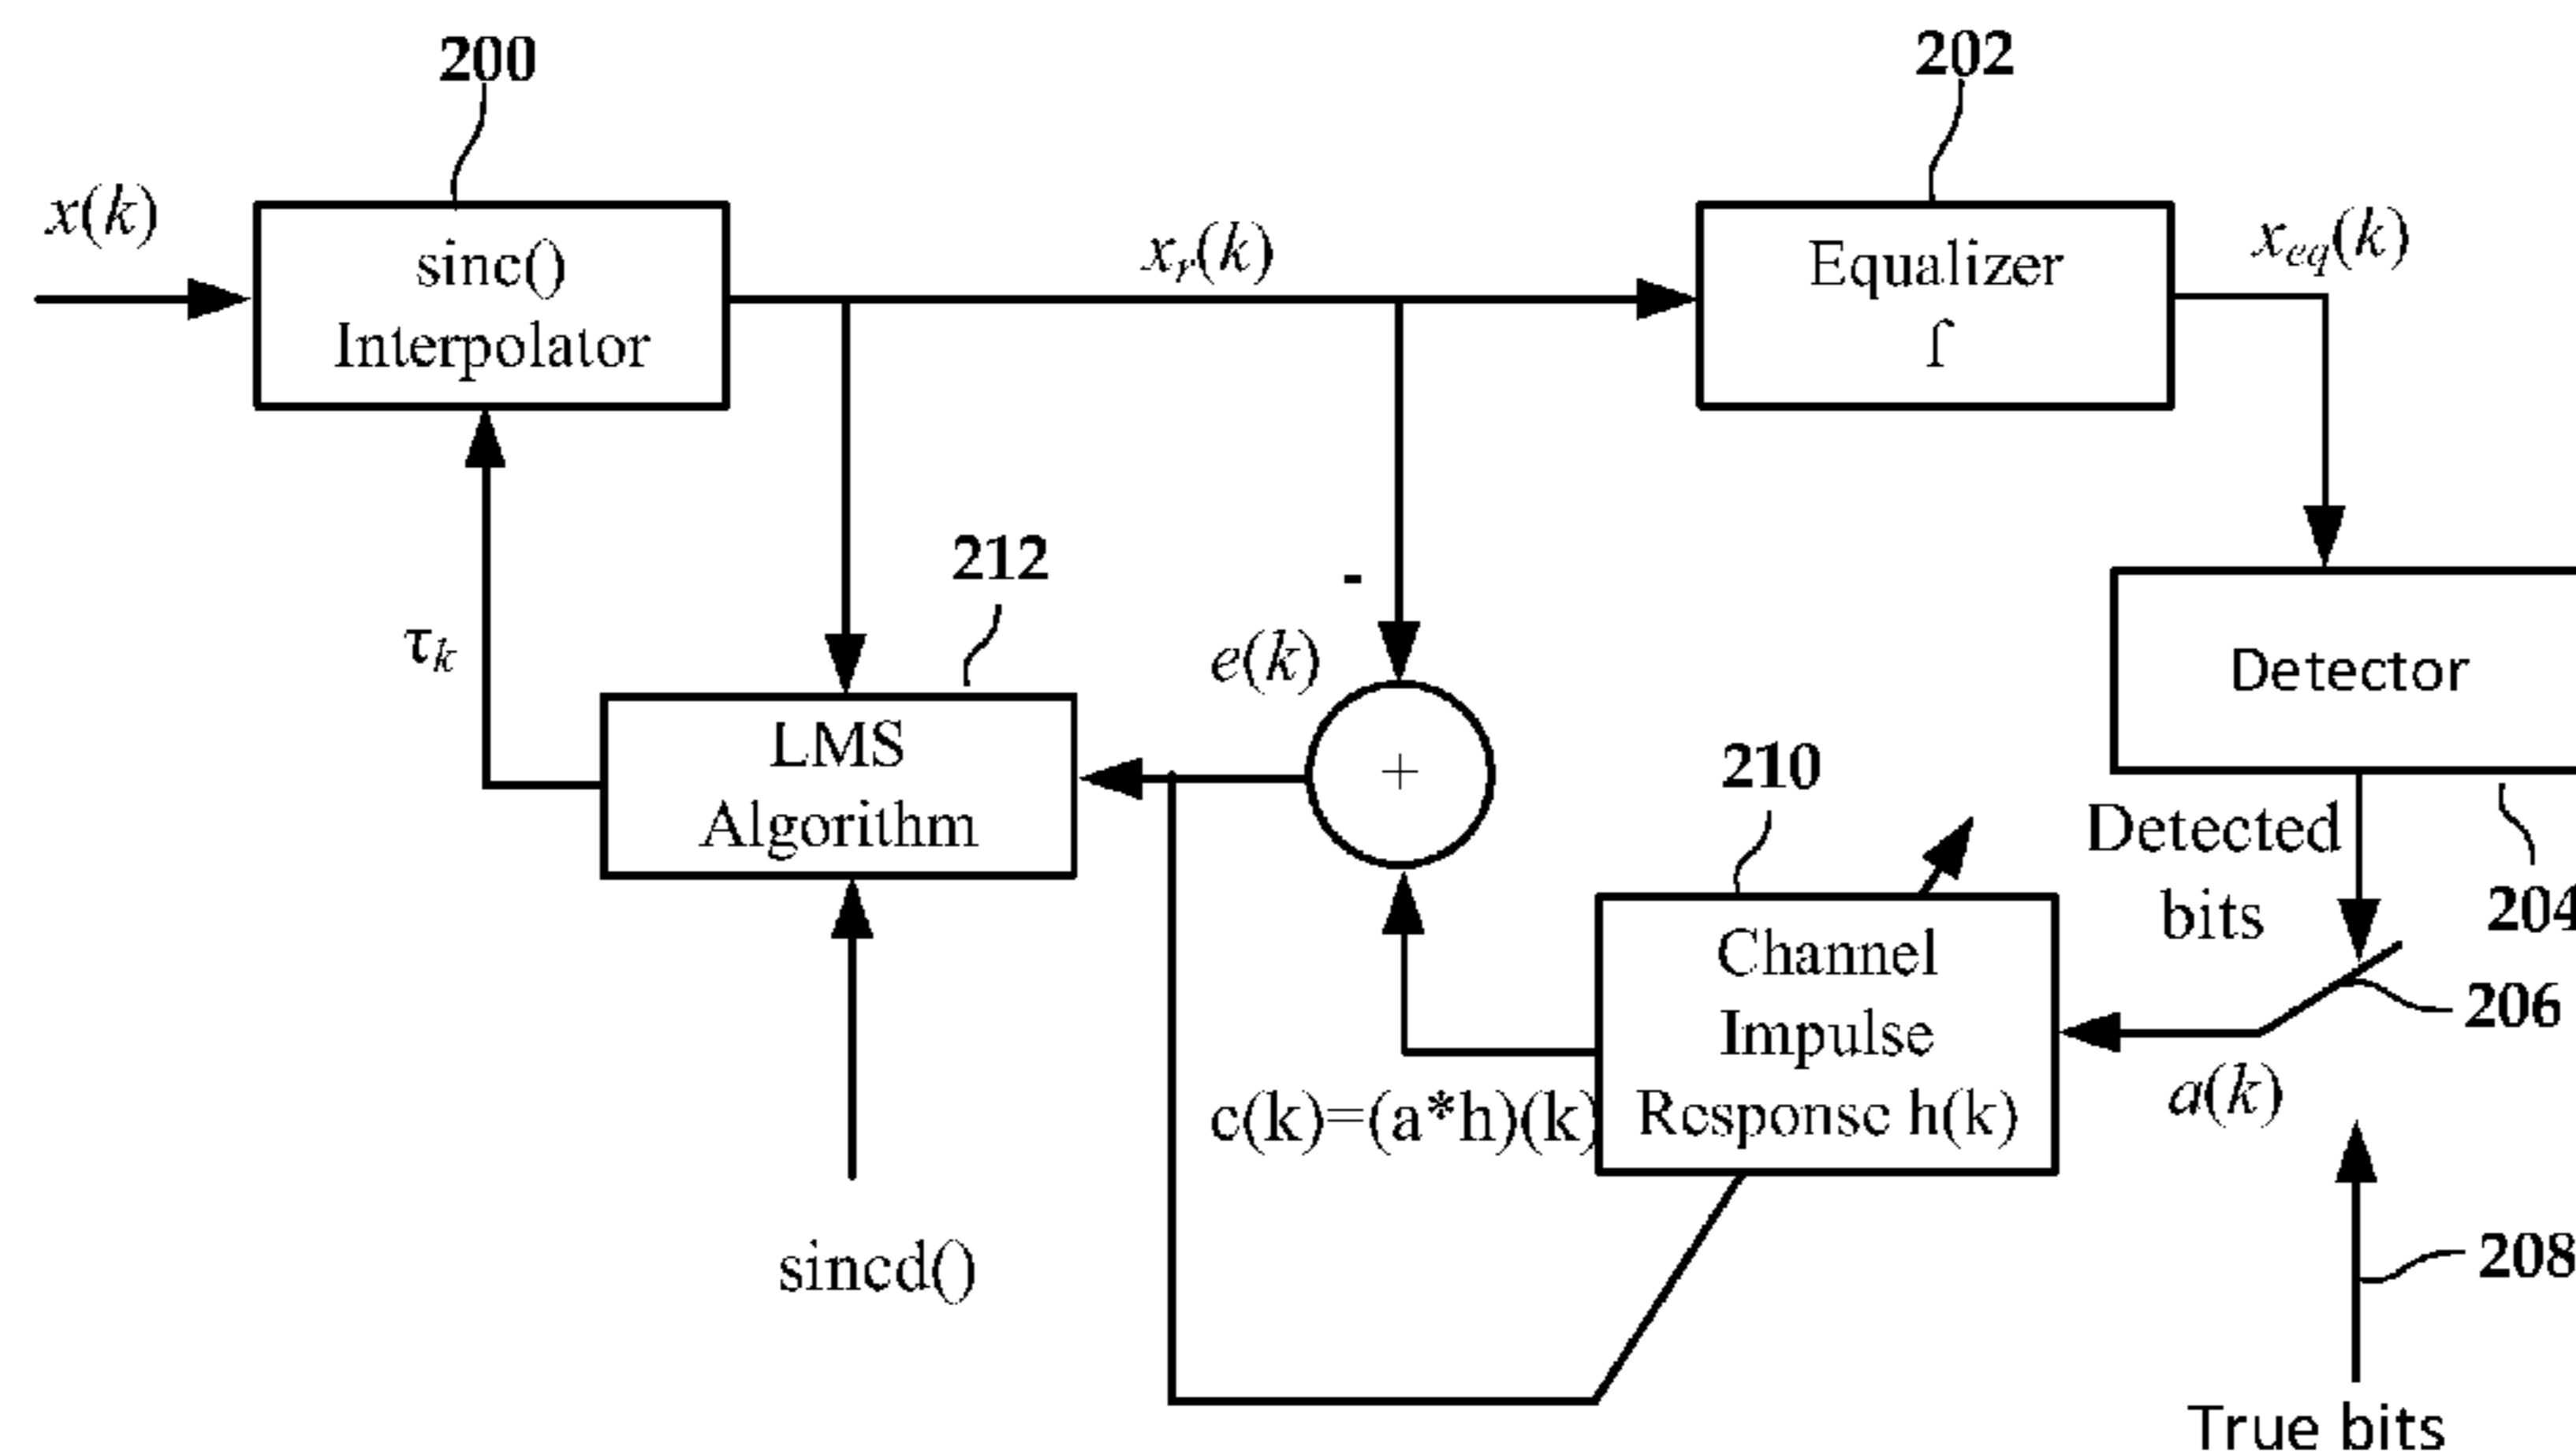 200
202
x(k)
sinc()
Interpolator
x_r(k)
Equalizer
f
x_eq(k)
212
-
τ_k
e(k)
Detector
LMS
Algorithm
+
210
Detected
bits
204
Channel
Impulse
Response h(k)
206
c(k)=(a*h)(k)
a(k)
sincd()
208
True bits